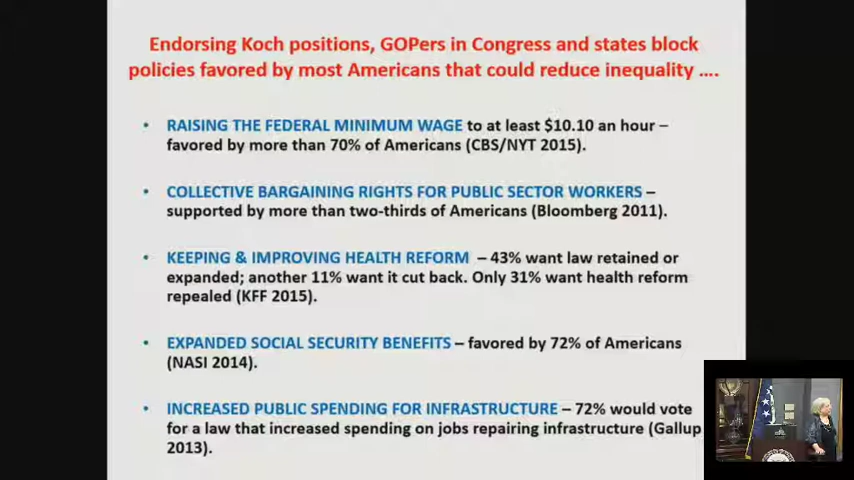 Endorsing Koch positions, GOPers in Congress and states block
policies favored by most Americans that could reduce inequality ....
• RAISING THE FEDERAL MINIMUM WAGE to at least $10.10 an hour –
favored by more than 70% of Americans (CBS/NYT 2015).
• COLLECTIVE BARGAINING RIGHTS FOR PUBLIC SECTOR WORKERS –
supported by more than two-thirds of Americans (Bloomberg 2011).
• KEEPING & IMPROVING HEALTH REFORM – 43% want law retained or
expanded; another 11% want it cut back. Only 31% want health reform
repealed (KFF 2015).
• EXPANDED SOCIAL SECURITY BENEFITS – favored by 72% of Americans
(NASI 2014).
• INCREASED PUBLIC SPENDING FOR INFRASTRUCTURE – 72% would vote
for a law that increased spending on jobs repairing infrastructure (Gallup
2013).